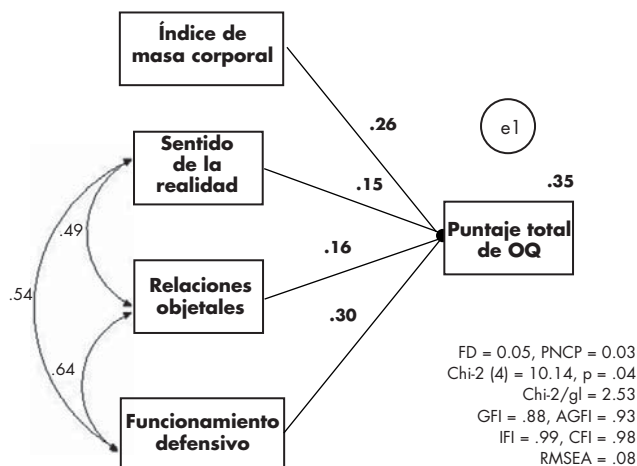 Índice de
masa corporal
.26
e1
Sentido
de la
realidad
.15
.35
.49
Puntaje total
de OQ
.16
Relaciones
objetales
.54
.30
.64
Funcionamiento
defensivo
FD = 0.05, PNCP = 0.03
Chi-2 (4) = 10.14, p = .04
Chi-2/gl = 2.53
GFI = .88, AGFI = .93
IFI = .99, CFI = .98
RMSEA = .08